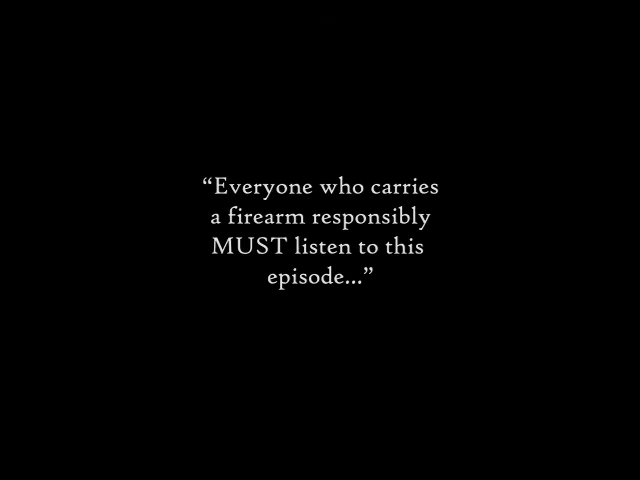 “Everyone who carries
a firearm responsibly
MUST listen to this
episode...”